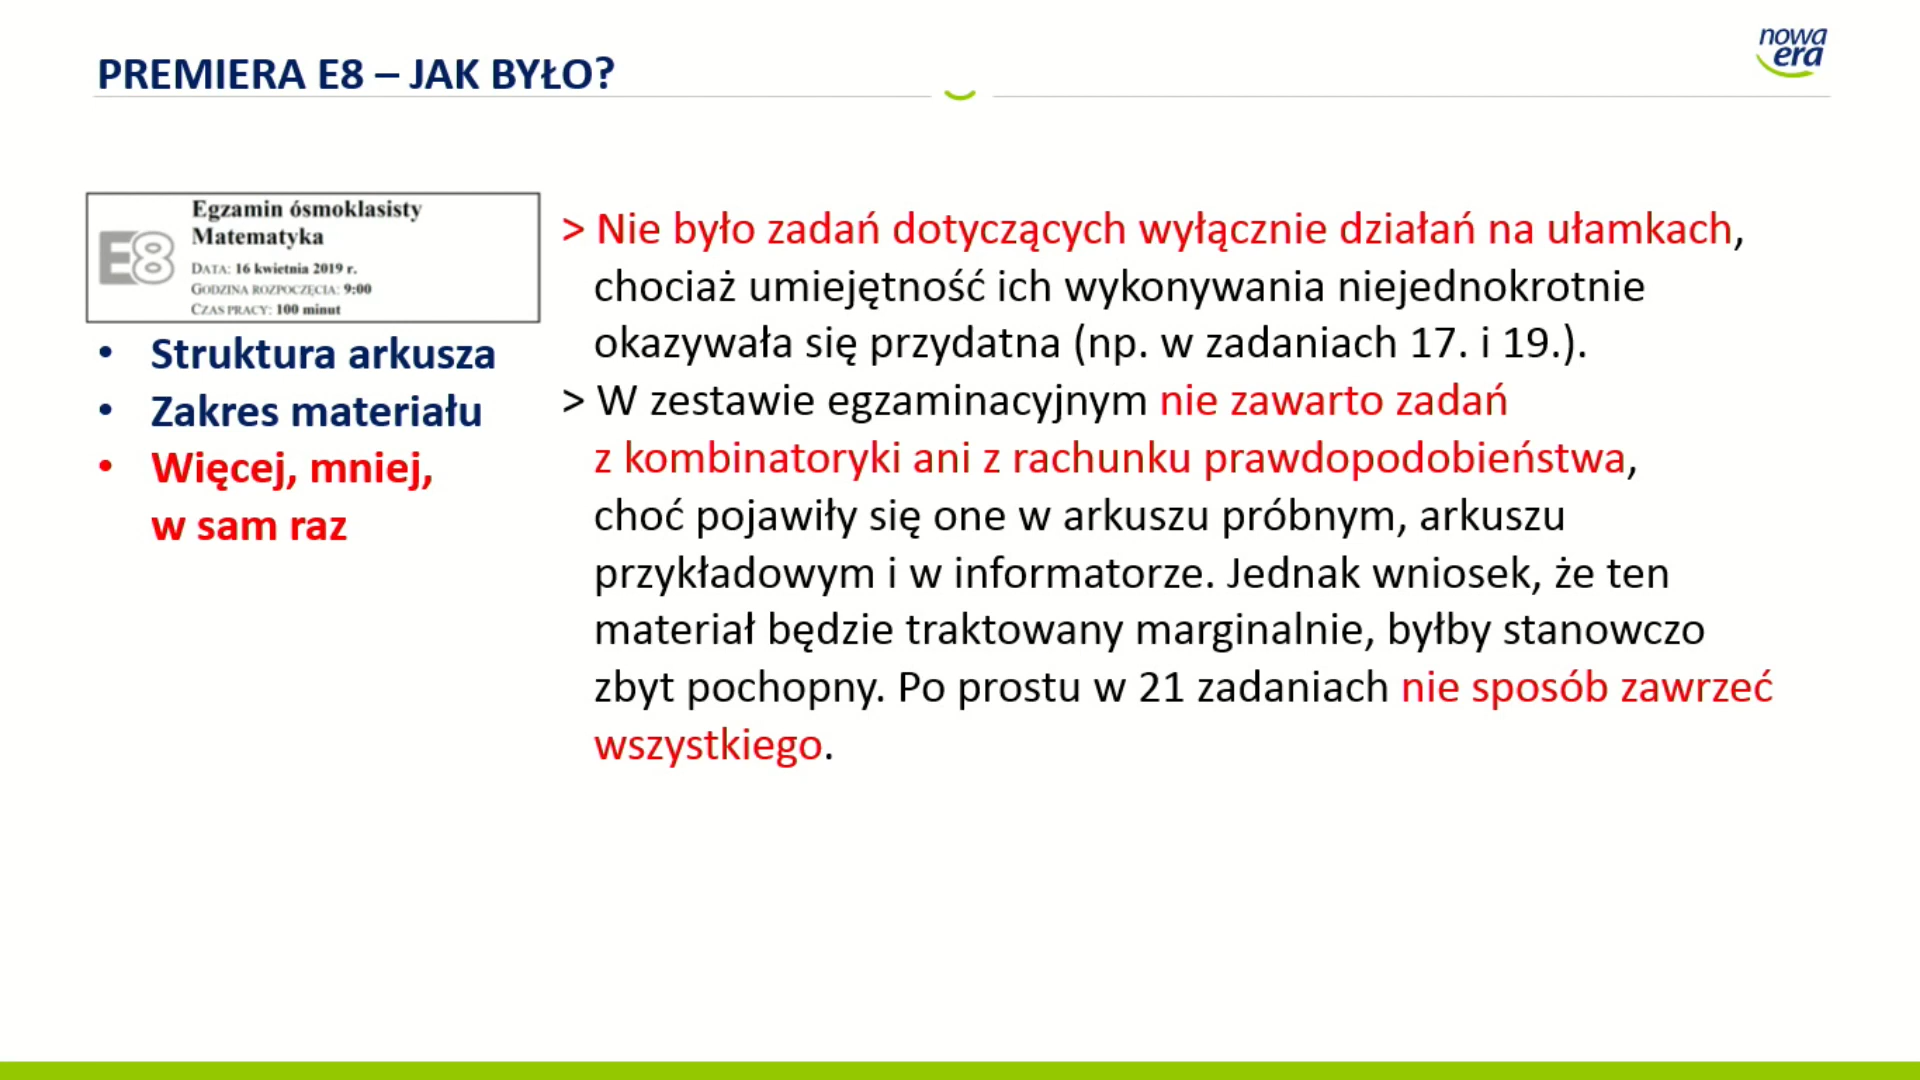 PREMIERA E8 – JAK BYŁO?
nowa
era
E8
Egzamin ósmoklasisty
Matematyka
DATA: 16 kwietnia 2019 r.
GODZINA ROZPOCZĘCIA: 9:00
CZAS PRACY: 100 minut
• Struktura arkusza
• Zakres materiału
• Więcej, mniej,
w sam raz
> Nie było zadań dotyczących wyłącznie działań na ułamkach,
chociaż umiejętność ich wykonywania niejednokrotnie
okazywała się przydatna (np. w zadaniach 17. i 19.).
> W zestawie egzaminacyjnym nie zawarto zadań
z kombinatoryki ani z rachunku prawdopodobieństwa,
choć pojawiły się one w arkuszu próbnym, arkuszu
przykładowym i w informatorze. Jednak wniosek, że ten
materiał będzie traktowany marginalnie, byłby stanowczo
zbyt pochopny. Po prostu w 21 zadaniach nie sposób zawrzeć
wszystkiego.